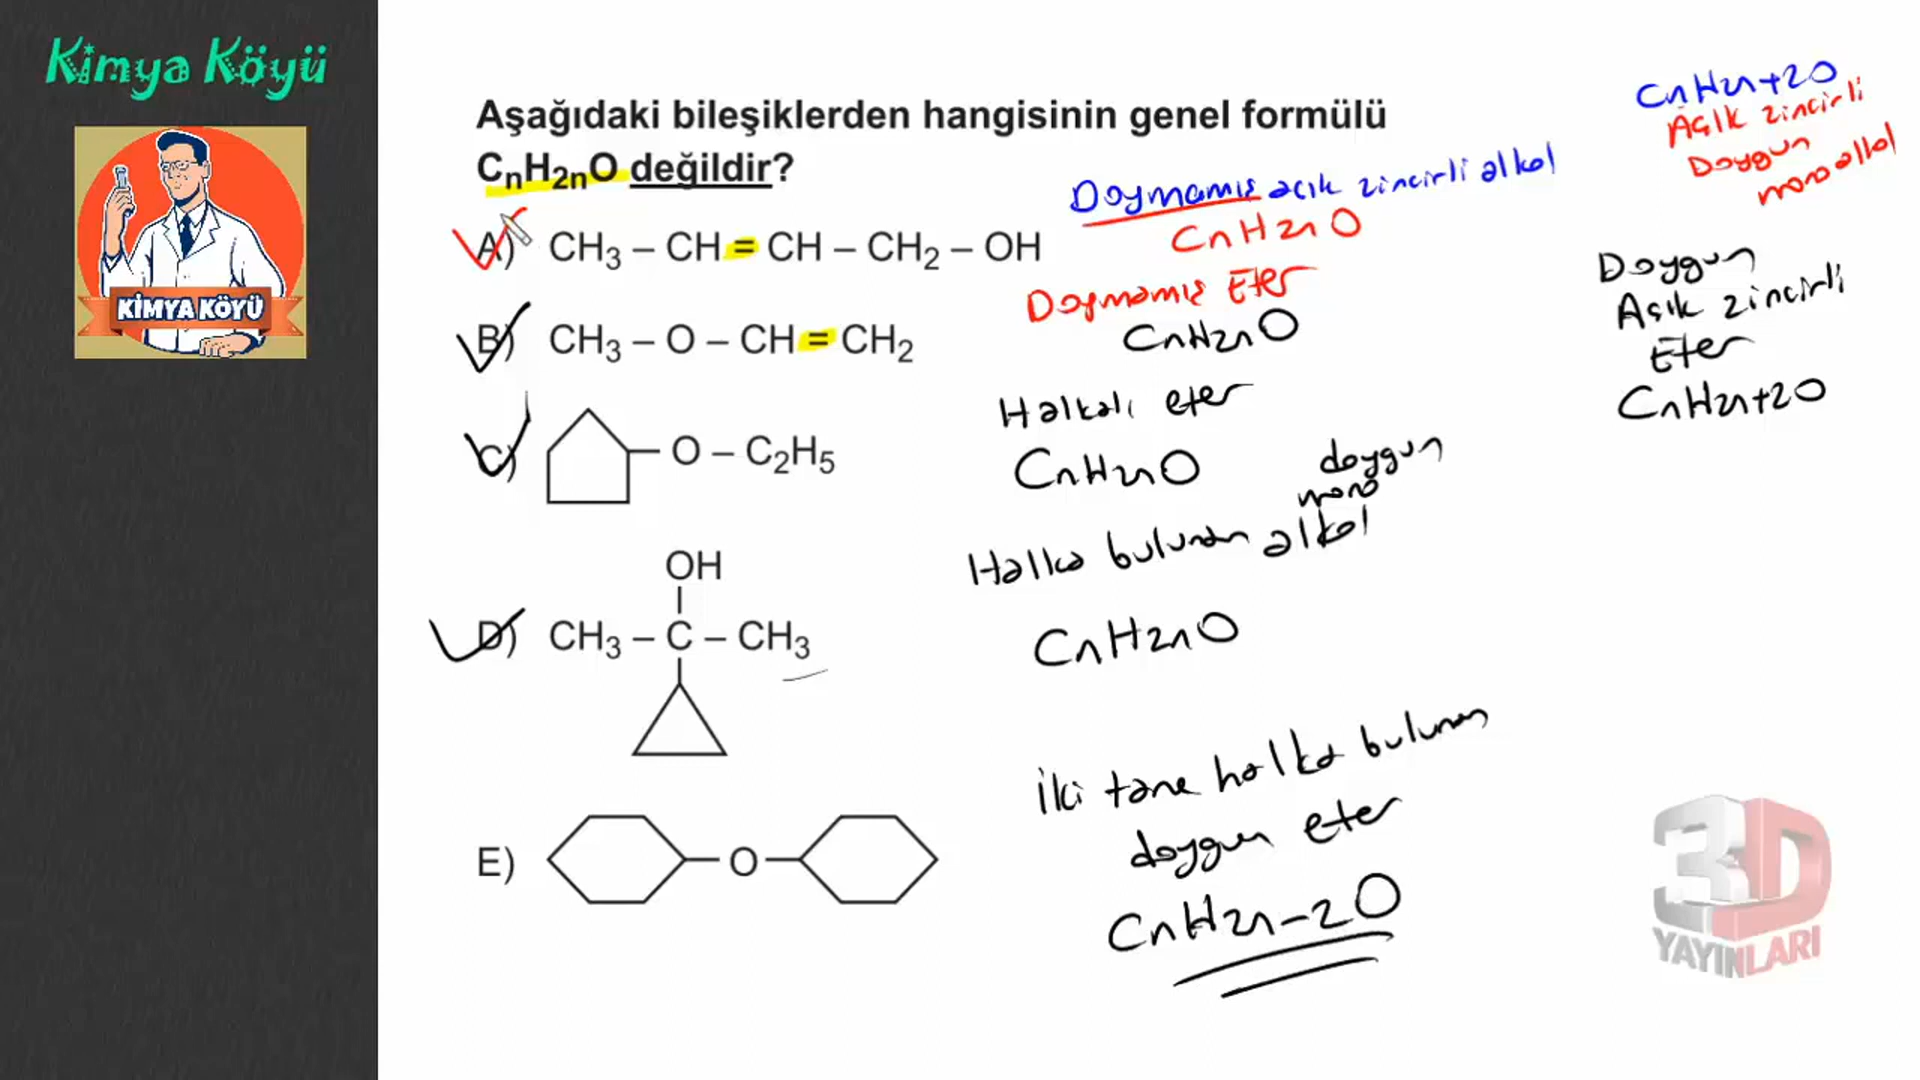 Kimya Köyü
KİMYA KÖYÜ
Aşağıdaki bileşiklerden hangisinin genel formülü
CnH2nO değildir?
A) CH3 – CH = CH – CH2 – OH
B) CH3 – O – CH = CH2
C) – O – C2H5
OH
D) CH3 – C – CH3
E) – O –
Doymamış açık zincirli alkol
CnH2nO
Doymamış Eter
CnH2nO
Halkalı eter
CnH2nO
doygun
mono
Halka bulunan alkol
CnH2nO
İki tane halka bulunan
doygun eter
CnH2n-2O
CnH2n+2O
Açık zincirli
Doygun
mono alkol
Doygun
Açık zincirli
Eter
CnH2n+2O
3D
YAYINLARI